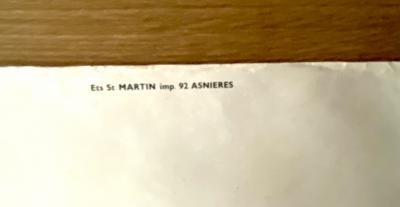 Ets St MARTIN imp. 92 ASNIERES